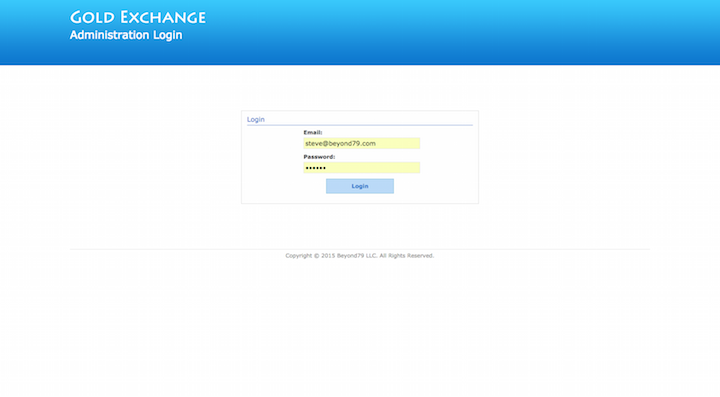 Gold Exchange
Administration Login
Login
Email:
steve@beyond79.com
Password:
••••••
Login
Copyright © 2015 Beyond79 LLC. All Rights Reserved.